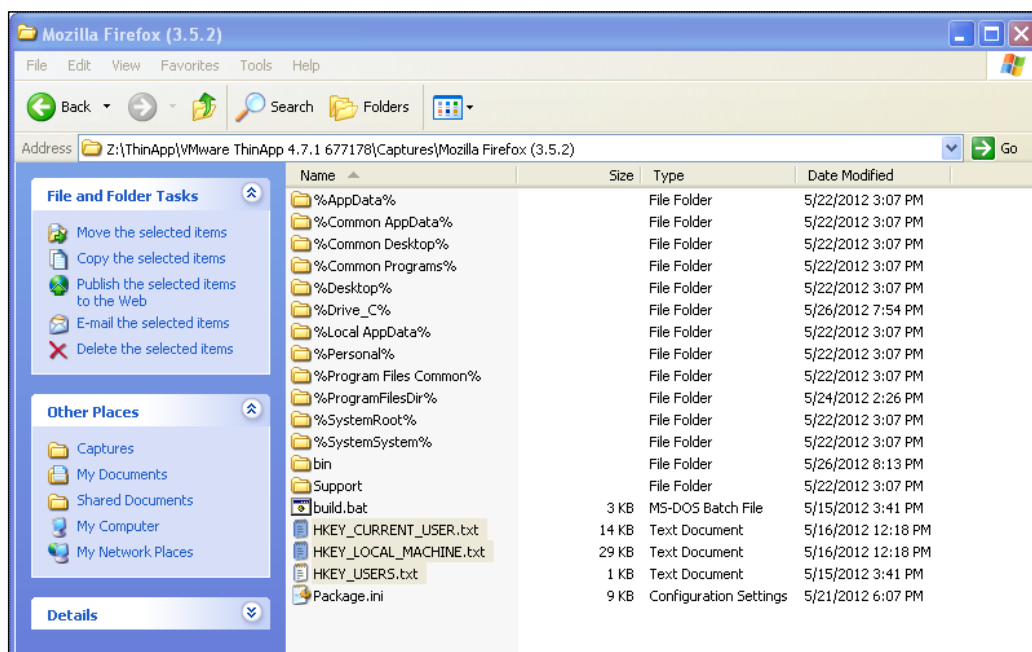 Mozilla Firefox (3.5.2)
File Edit View Favorites Tools Help
Back Search Folders
Address Z:\ThinApp\VMware ThinApp 4.7.1 677178\Captures\Mozilla Firefox (3.5.2) Go
File and Folder Tasks
Move the selected items
Copy the selected items
Publish the selected items
to the Web
E-mail the selected items
Delete the selected items
Other Places
Captures
My Documents
Shared Documents
My Computer
My Network Places
Details
Name Size Type Date Modified
%AppData% File Folder 5/22/2012 3:07 PM
%Common AppData% File Folder 5/22/2012 3:07 PM
%Common Desktop% File Folder 5/22/2012 3:07 PM
%Common Programs% File Folder 5/22/2012 3:07 PM
%Desktop% File Folder 5/22/2012 3:07 PM
%Drive_C% File Folder 5/26/2012 7:54 PM
%Local AppData% File Folder 5/22/2012 3:07 PM
%Personal% File Folder 5/22/2012 3:07 PM
%Program Files Common% File Folder 5/22/2012 3:07 PM
%ProgramFilesDir% File Folder 5/24/2012 2:26 PM
%SystemRoot% File Folder 5/22/2012 3:07 PM
%SystemSystem% File Folder 5/22/2012 3:07 PM
bin File Folder 5/26/2012 8:13 PM
Support File Folder 5/22/2012 3:07 PM
build.bat 3 KB MS-DOS Batch File 5/15/2012 3:41 PM
HKEY_CURRENT_USER.txt 14 KB Text Document 5/16/2012 12:18 PM
HKEY_LOCAL_MACHINE.txt 29 KB Text Document 5/16/2012 12:18 PM
HKEY_USERS.txt 1 KB Text Document 5/15/2012 3:41 PM
Package.ini 9 KB Configuration Settings 5/21/2012 6:07 PM